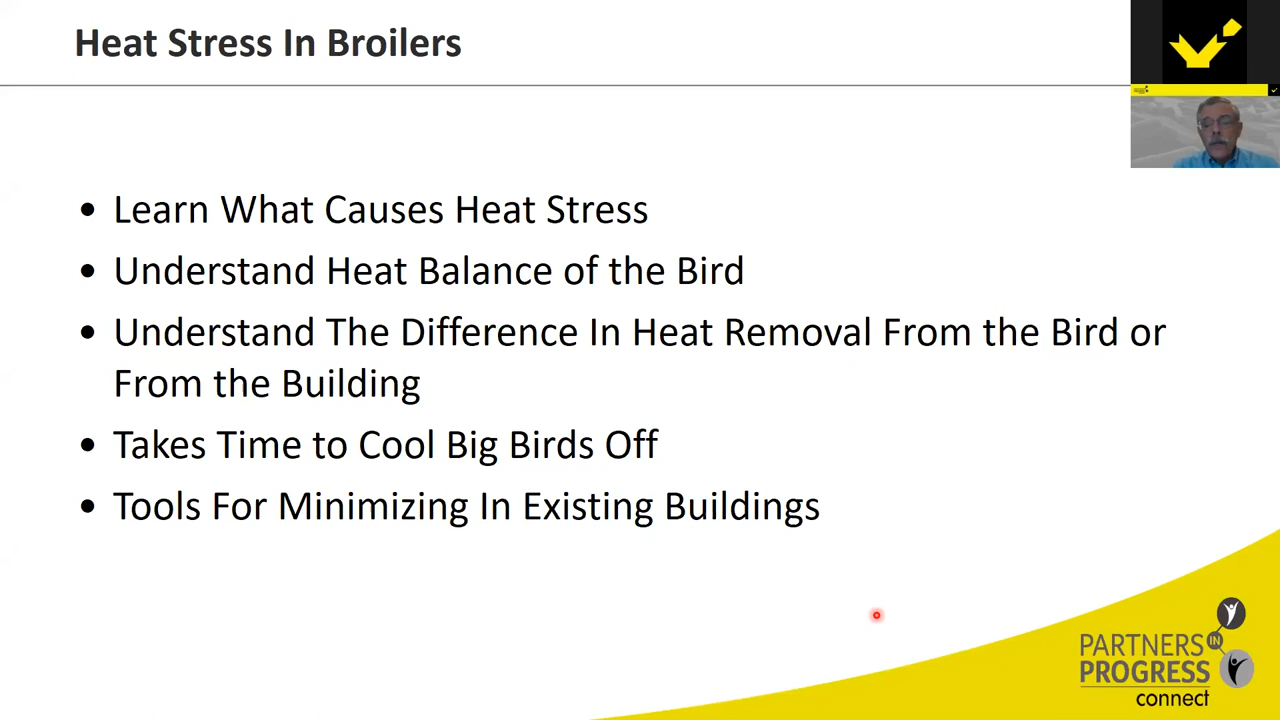 Heat Stress In Broilers
• Learn What Causes Heat Stress
• Understand Heat Balance of the Bird
• Understand The Difference In Heat Removal From the Bird or
From the Building
• Takes Time to Cool Big Birds Off
• Tools For Minimizing In Existing Buildings
PARTNERS
IN
PROGRESS
connect